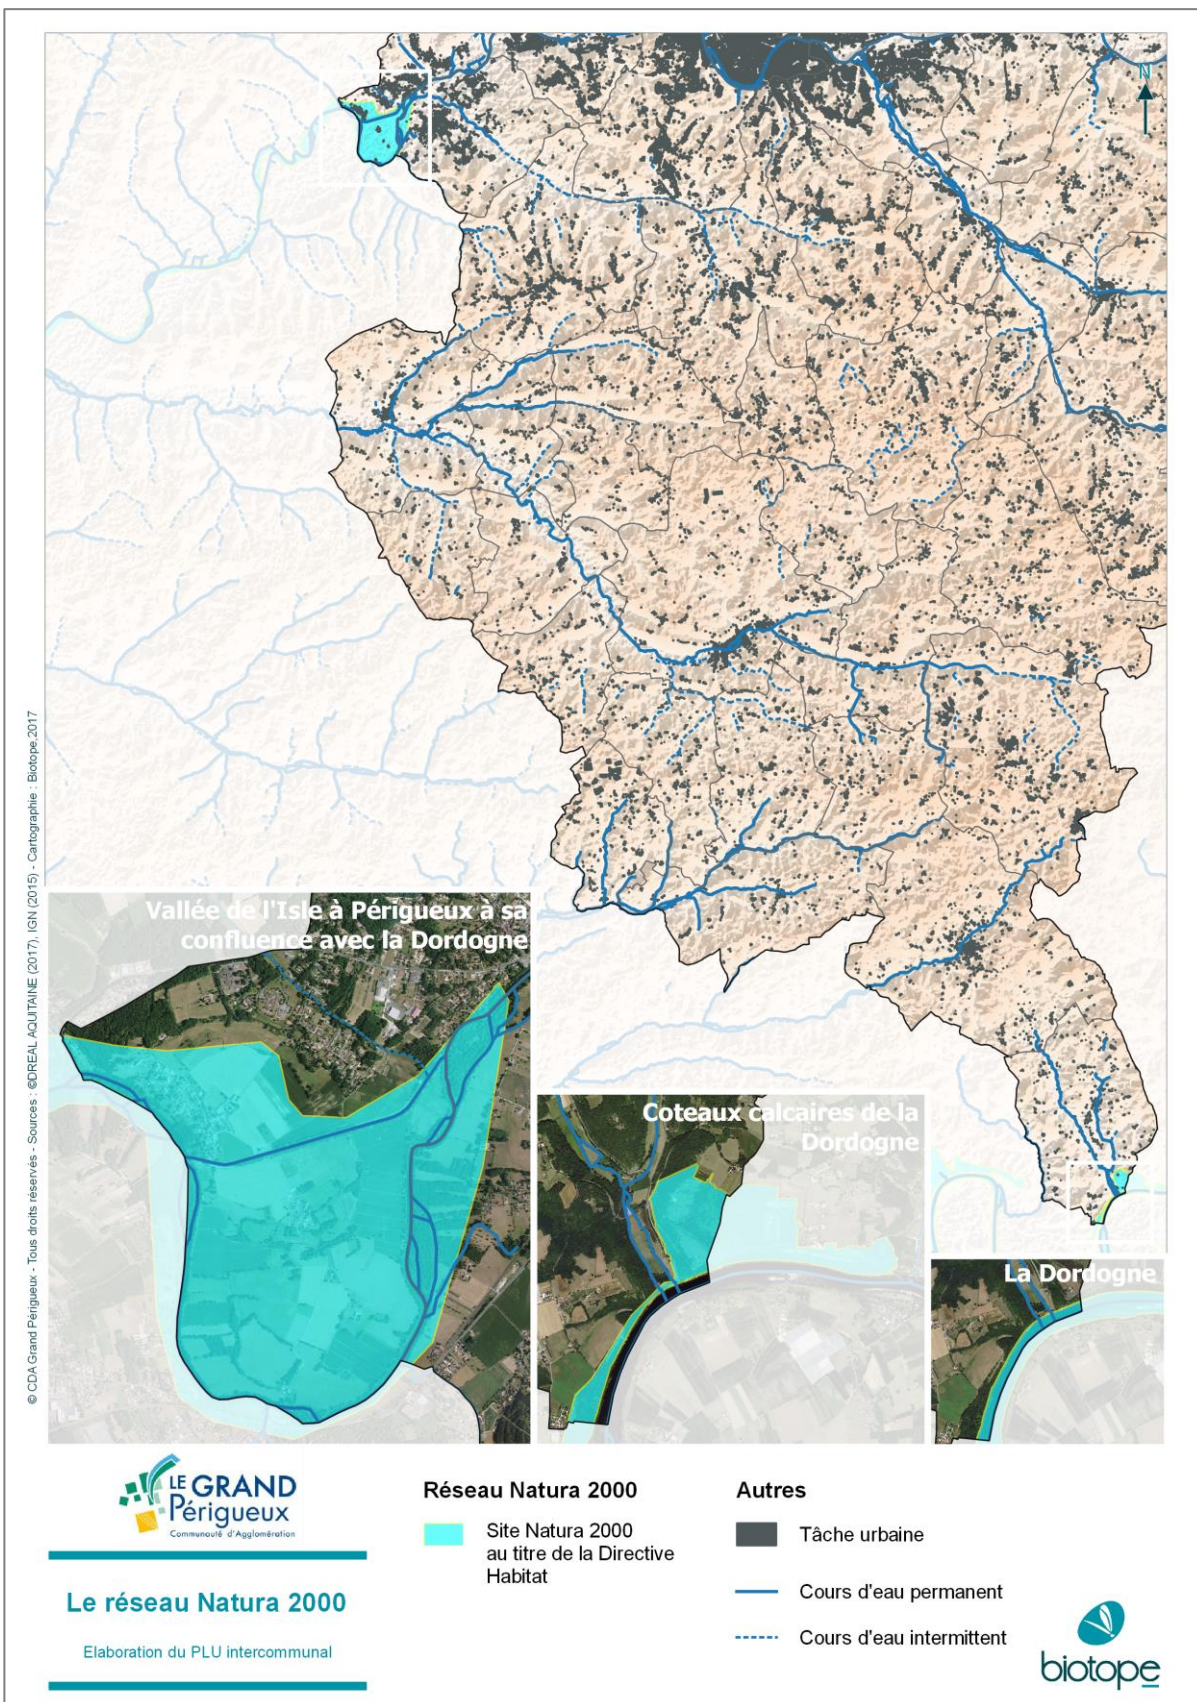 N
© CDA Grand Périgueux - Tous droits réservés - Sources : ©DREAL AQUITAINE (2017), IGN (2015) - Cartographie : Biotope,2017
Vallée de l'Isle à Périgueux à sa
confluence avec la Dordogne
Coteaux calcaires de la
Dordogne
La Dordogne
LE GRAND
Périgueux
Communauté d'Agglomération
Le réseau Natura 2000
Elaboration du PLU intercommunal
Réseau Natura 2000
Site Natura 2000
au titre de la Directive
Habitat
Autres
Tâche urbaine
Cours d'eau permanent
Cours d'eau intermittent
biotope